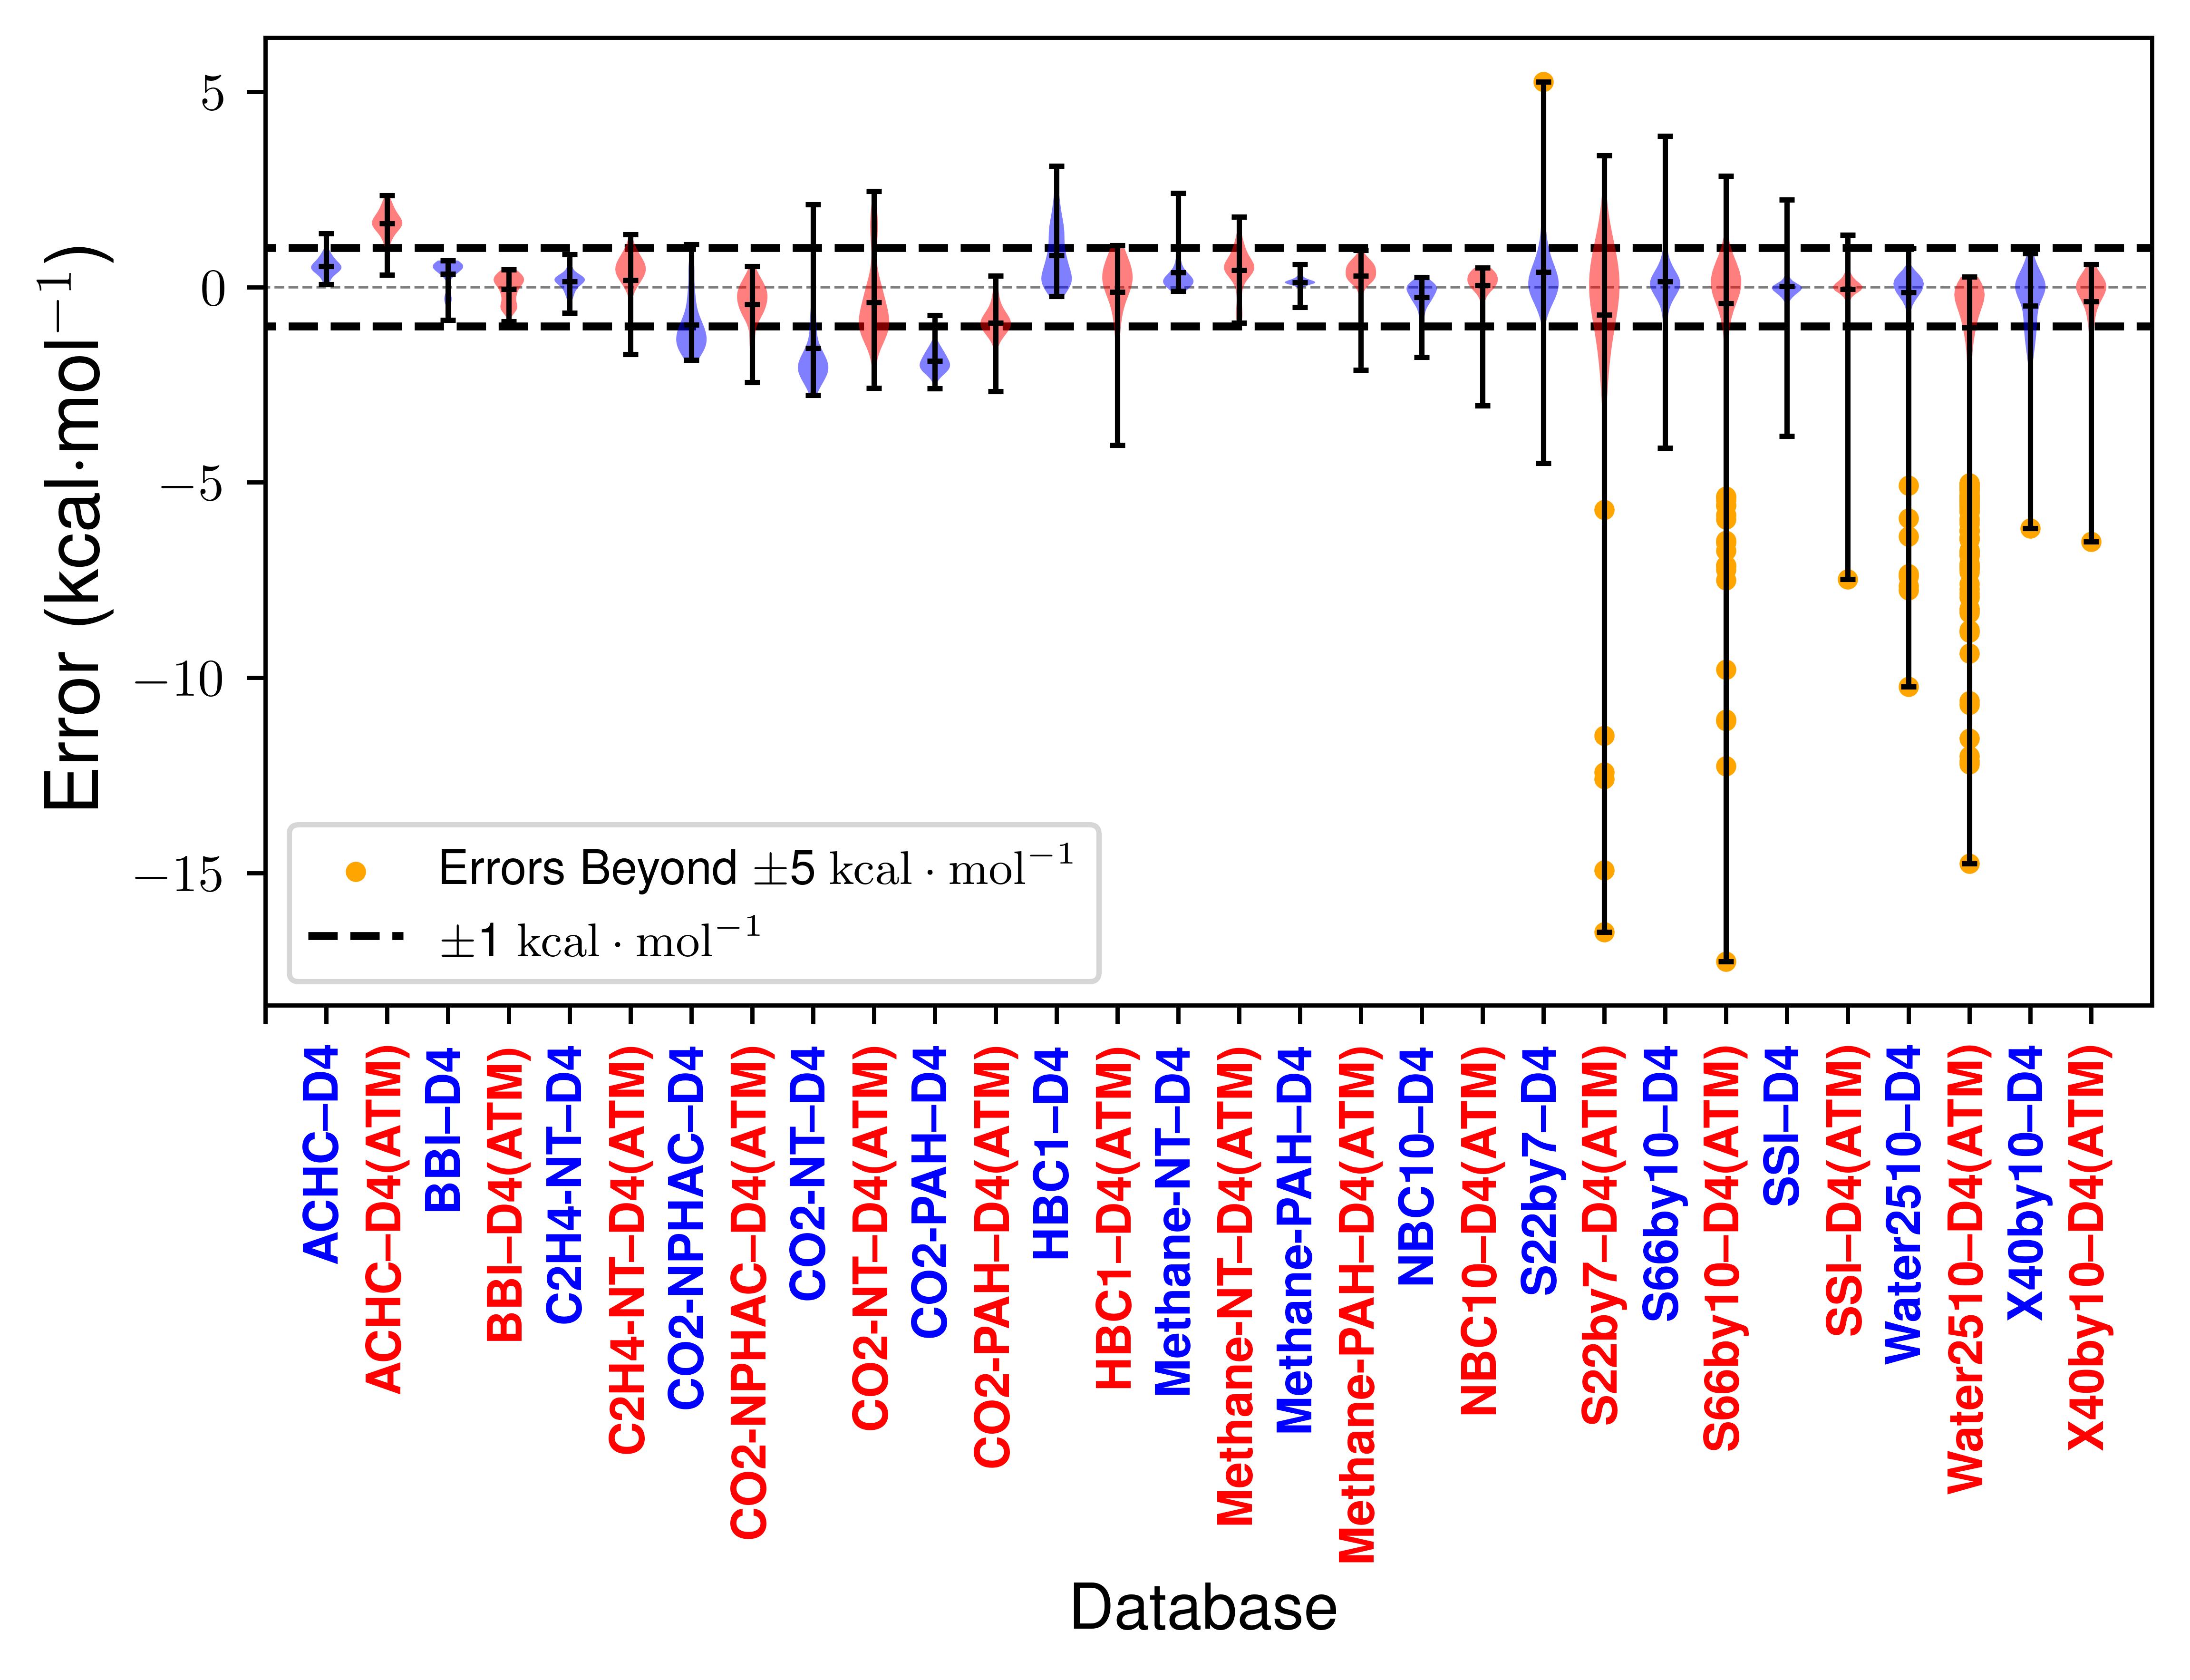 Error (kcal·mol⁻¹)
5
0
−5
−10
−15
Errors Beyond ±5 kcal · mol⁻¹
±1 kcal · mol⁻¹
ACHC–D4
ACHC–D4(ATM)
BBI–D4
BBI–D4(ATM)
C2H4-NT–D4
C2H4-NT–D4(ATM)
CO2-NPHAC–D4
CO2-NPHAC–D4(ATM)
CO2-NT–D4
CO2-NT–D4(ATM)
CO2-PAH–D4
CO2-PAH–D4(ATM)
HBC1–D4
HBC1–D4(ATM)
Methane-NT–D4
Methane-NT–D4(ATM)
Methane-PAH–D4
Methane-PAH–D4(ATM)
NBC10–D4
NBC10–D4(ATM)
S22by7–D4
S22by7–D4(ATM)
S66by10–D4
S66by10–D4(ATM)
SSI–D4
SSI–D4(ATM)
Water2510–D4
Water2510–D4(ATM)
X40by10–D4
X40by10–D4(ATM)
Database